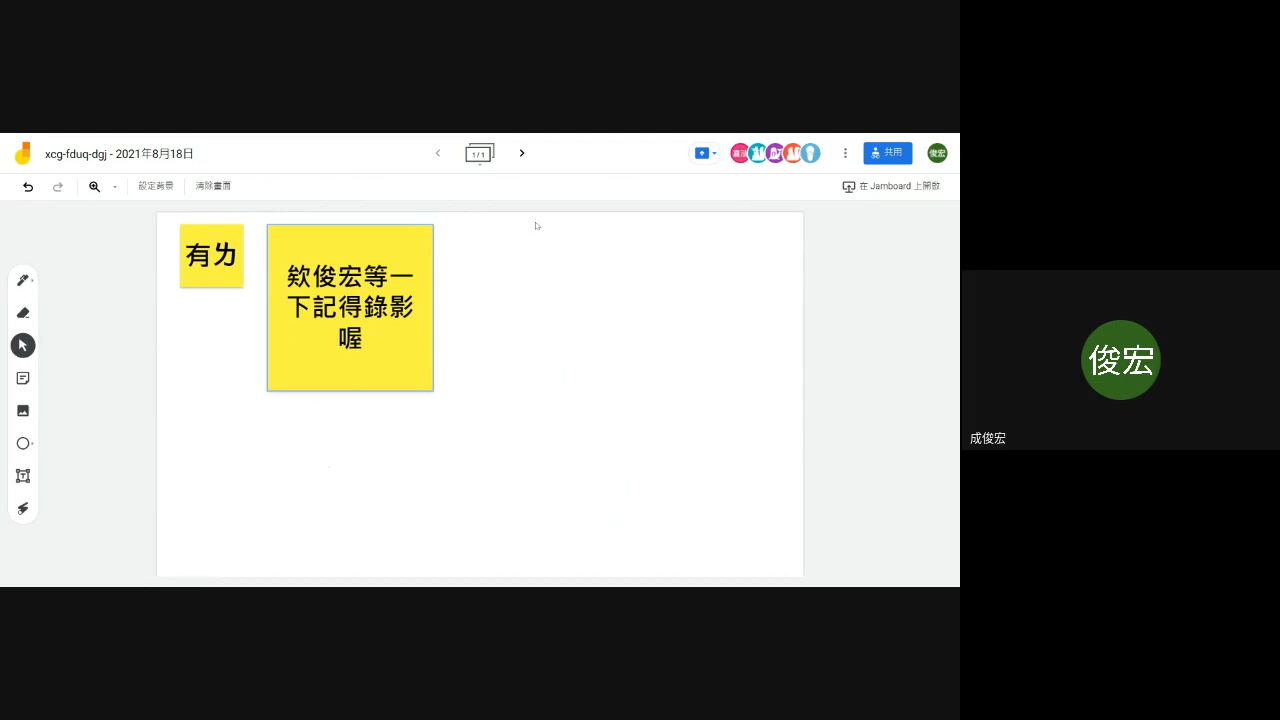 xcg-fduq-dgj - 2021年8月18日
1/1
共用
俊宏
設定背景
清除畫面
在 Jamboard 上開啟
有ㄌ
欸俊宏等一
下記得錄影
喔
俊宏
成俊宏